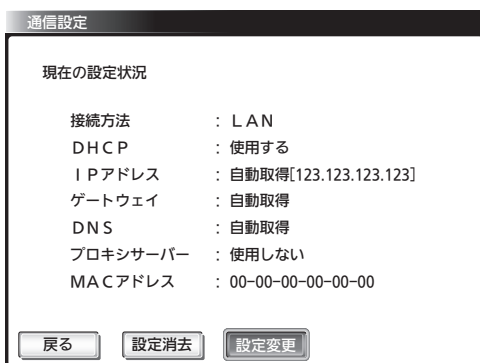 通信設定
現在の設定状況
接続方法 : ＬＡＮ
ＤＨＣＰ : 使用する
ＩＰアドレス : 自動取得[123.123.123.123]
ゲートウェイ : 自動取得
ＤＮＳ : 自動取得
プロキシサーバー : 使用しない
ＭＡＣアドレス : 00-00-00-00-00-00
戻る 設定消去 設定変更